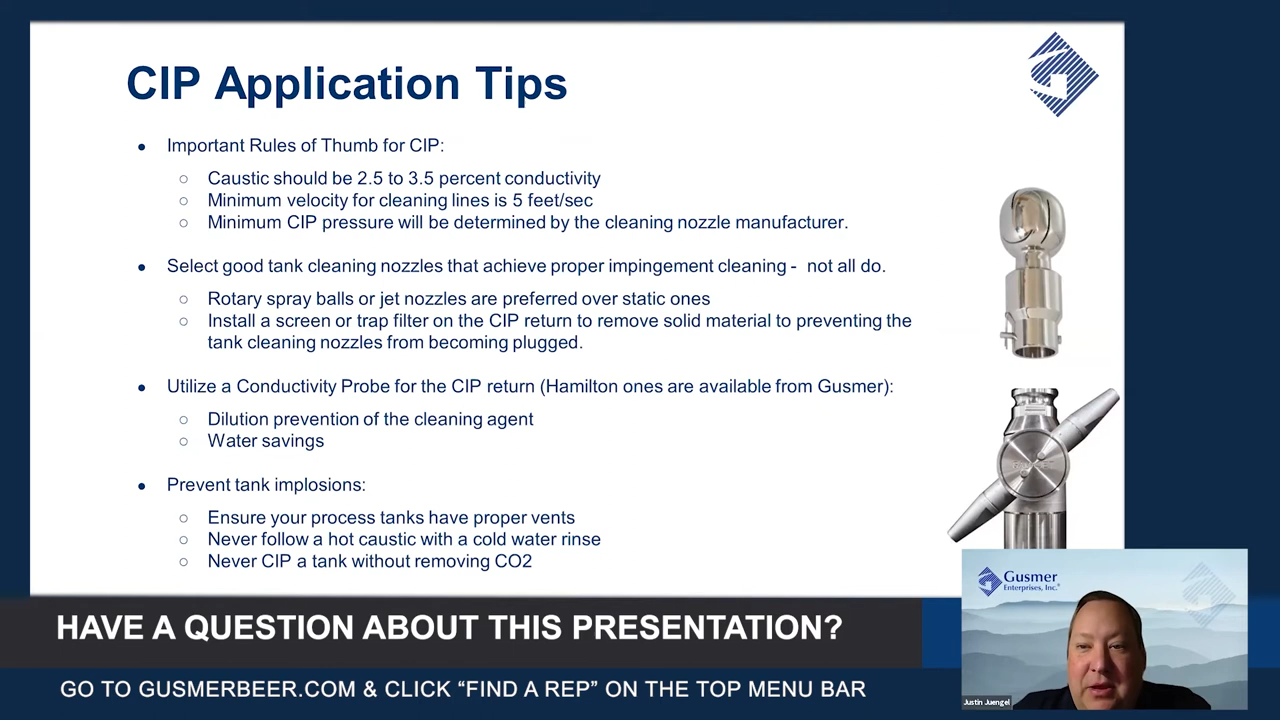 CIP Application Tips
● Important Rules of Thumb for CIP:
○ Caustic should be 2.5 to 3.5 percent conductivity
○ Minimum velocity for cleaning lines is 5 feet/sec
○ Minimum CIP pressure will be determined by the cleaning nozzle manufacturer.
● Select good tank cleaning nozzles that achieve proper impingement cleaning - not all do.
○ Rotary spray balls or jet nozzles are preferred over static ones
○ Install a screen or trap filter on the CIP return to remove solid material to preventing the
tank cleaning nozzles from becoming plugged.
● Utilize a Conductivity Probe for the CIP return (Hamilton ones are available from Gusmer):
○ Dilution prevention of the cleaning agent
○ Water savings
● Prevent tank implosions:
○ Ensure your process tanks have proper vents
○ Never follow a hot caustic with a cold water rinse
○ Never CIP a tank without removing CO2
Gusmer
Enterprises, Inc.®
Justin Juengel
HAVE A QUESTION ABOUT THIS PRESENTATION?
GO TO GUSMERBEER.COM & CLICK “FIND A REP” ON THE TOP MENU BAR